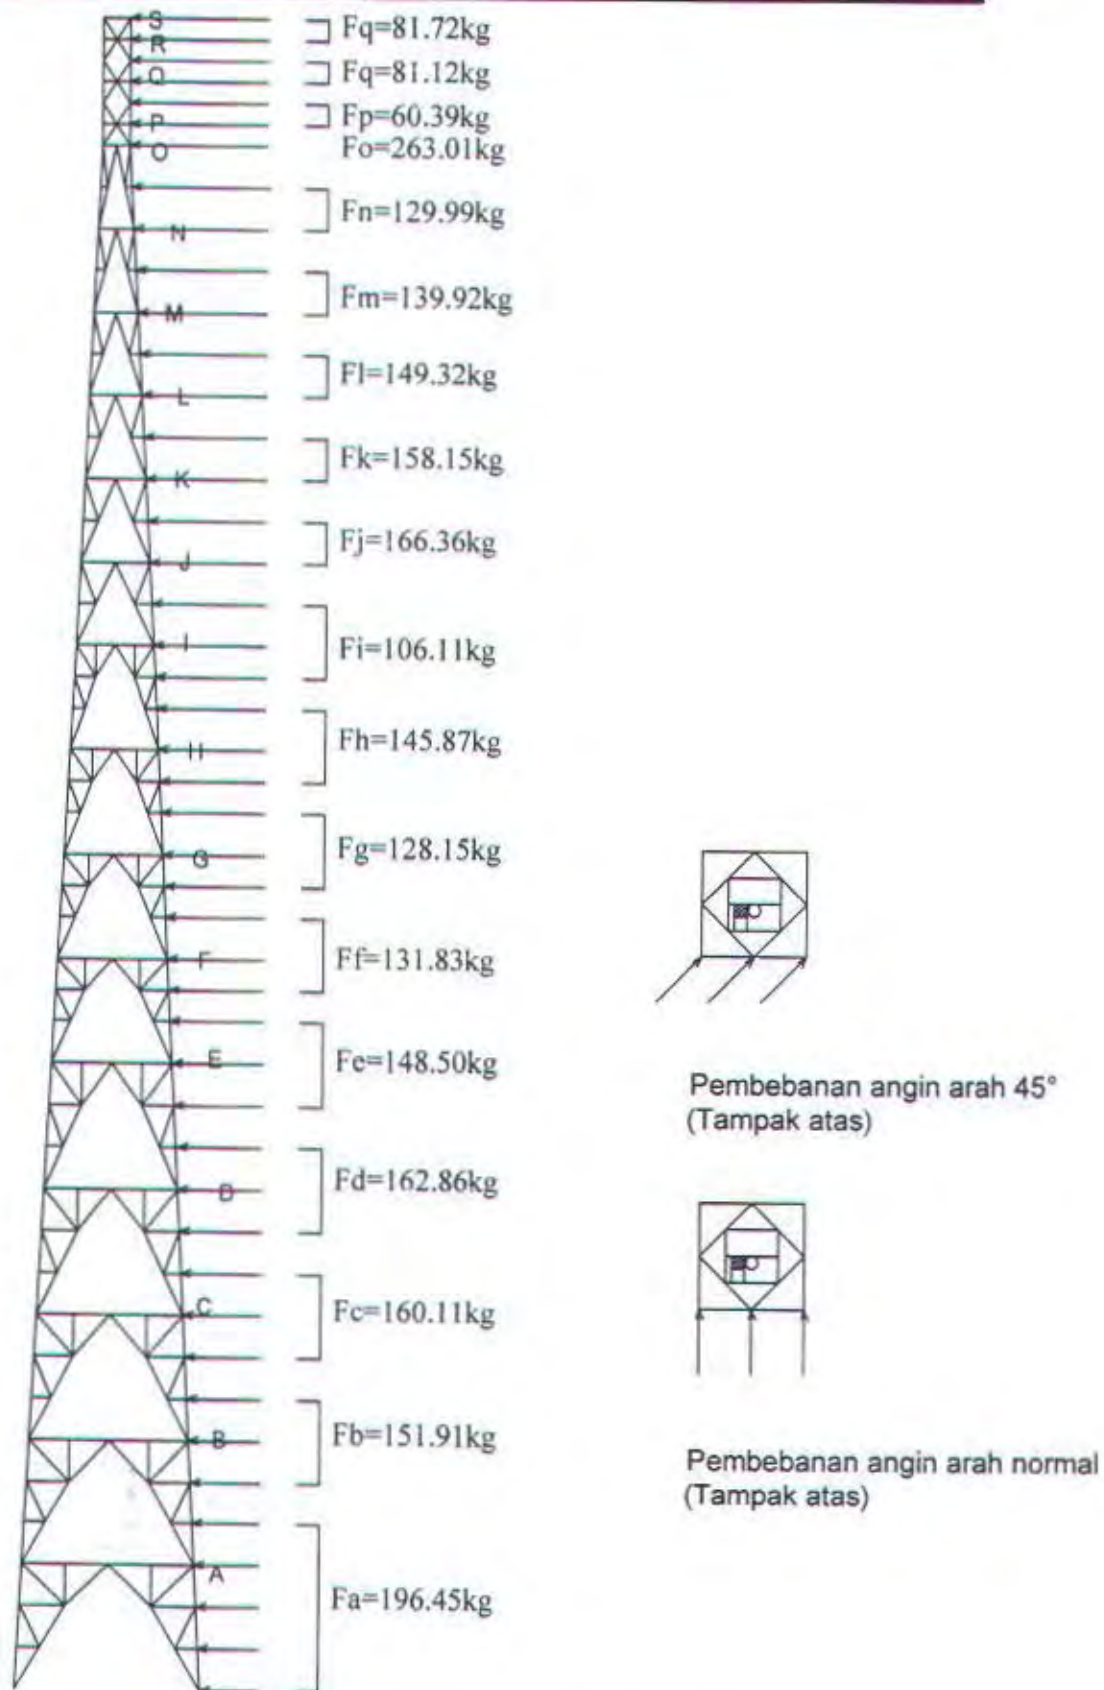 S
Fq=81.72kg
R
Q
Fq=81.12kg
P
Fp=60.39kg
O
Fo=263.01kg
Fn=129.99kg
N
Fm=139.92kg
M
Fl=149.32kg
L
Fk=158.15kg
K
Fj=166.36kg
J
I
Fi=106.11kg
H
Fh=145.87kg
G
Fg=128.15kg
F
Ff=131.83kg
E
Fe=148.50kg
D
Fd=162.86kg
C
Fc=160.11kg
B
Fb=151.91kg
A
Fa=196.45kg
Pembebanan angin arah 45°
(Tampak atas)
Pembebanan angin arah normal
(Tampak atas)